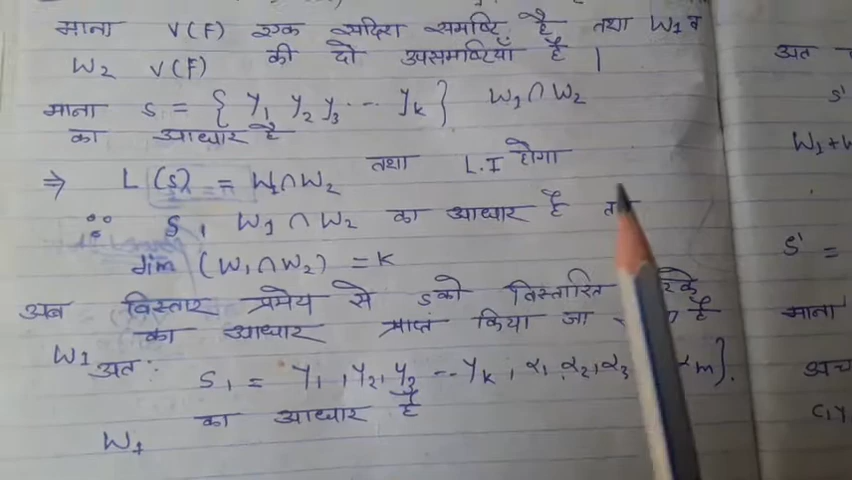 माना V(F) एक सदिश समष्टि है तथा W1 व
W2 V(F) की दो उपसमष्टियाँ है |
माना S = { y1 y2 y3 --- yk } W1∩W2
का आधार है
⇒ L(S) = W1∩W2 तथा L.I होगा
∵ S, W1∩W2 का आधार है
dim (W1∩W2) = K
अब विस्तार प्रमेय से S को विस्तारित
W1 का आधार प्राप्त किया जा है
अत: S1 = y1, y2, y3 --- yk, α1, α2, α3 m}.
W1 का आधार है
अत
S'
W1+W
S' =
माना
C1Y